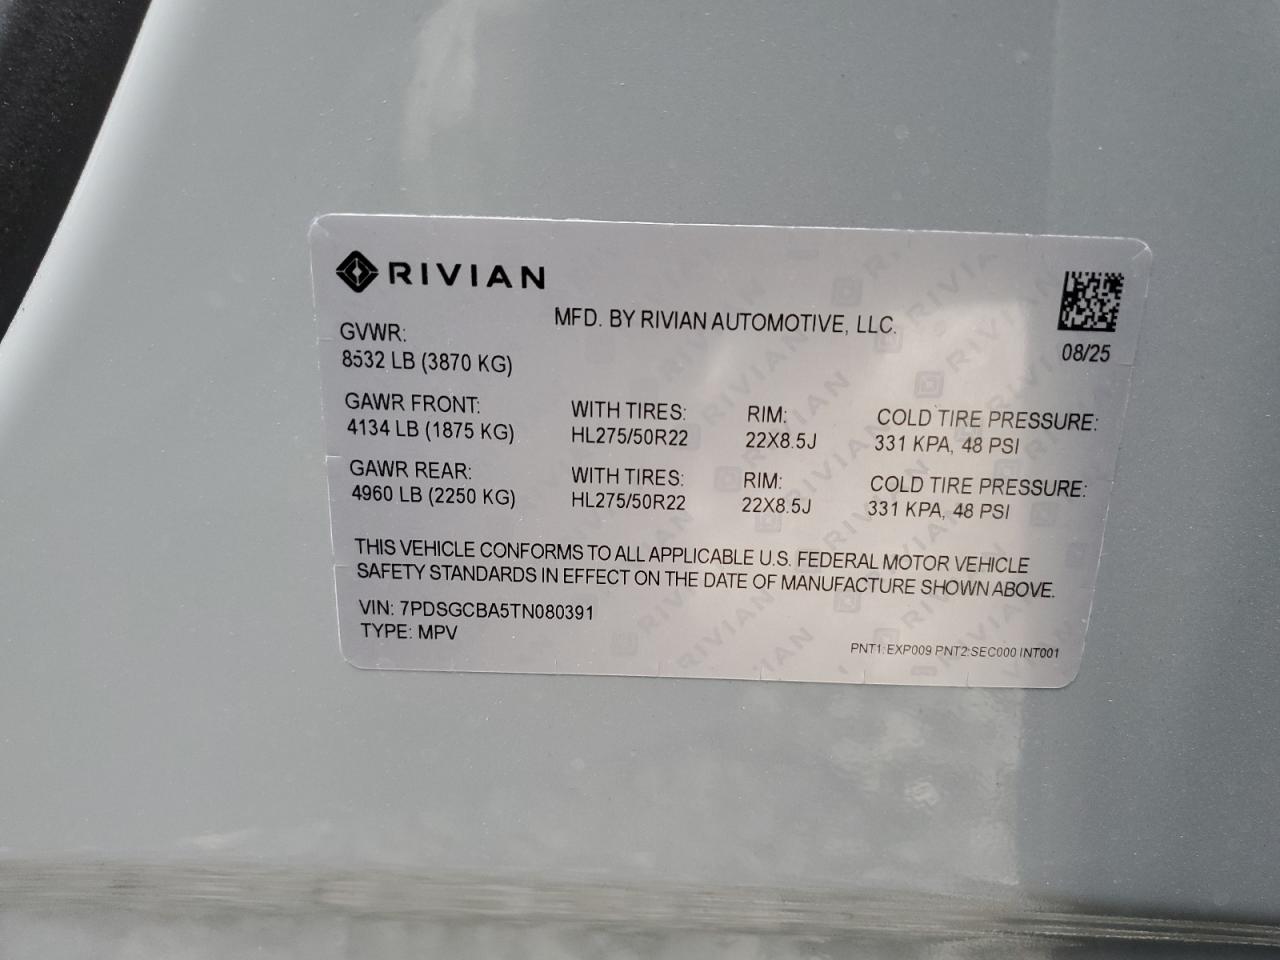 RIVIAN
MFD. BY RIVIAN AUTOMOTIVE, LLC.
08/25
GVWR:
8532 LB (3870 KG)
GAWR FRONT: WITH TIRES: RIM: COLD TIRE PRESSURE:
4134 LB (1875 KG) HL275/50R22 22X8.5J 331 KPA, 48 PSI
GAWR REAR: WITH TIRES: RIM: COLD TIRE PRESSURE:
4960 LB (2250 KG) HL275/50R22 22X8.5J 331 KPA, 48 PSI
THIS VEHICLE CONFORMS TO ALL APPLICABLE U.S. FEDERAL MOTOR VEHICLE
SAFETY STANDARDS IN EFFECT ON THE DATE OF MANUFACTURE SHOWN ABOVE.
VIN: 7PDSGCBA5TN080391
TYPE: MPV
PNT1:EXP009 PNT2:SEC000 INT001